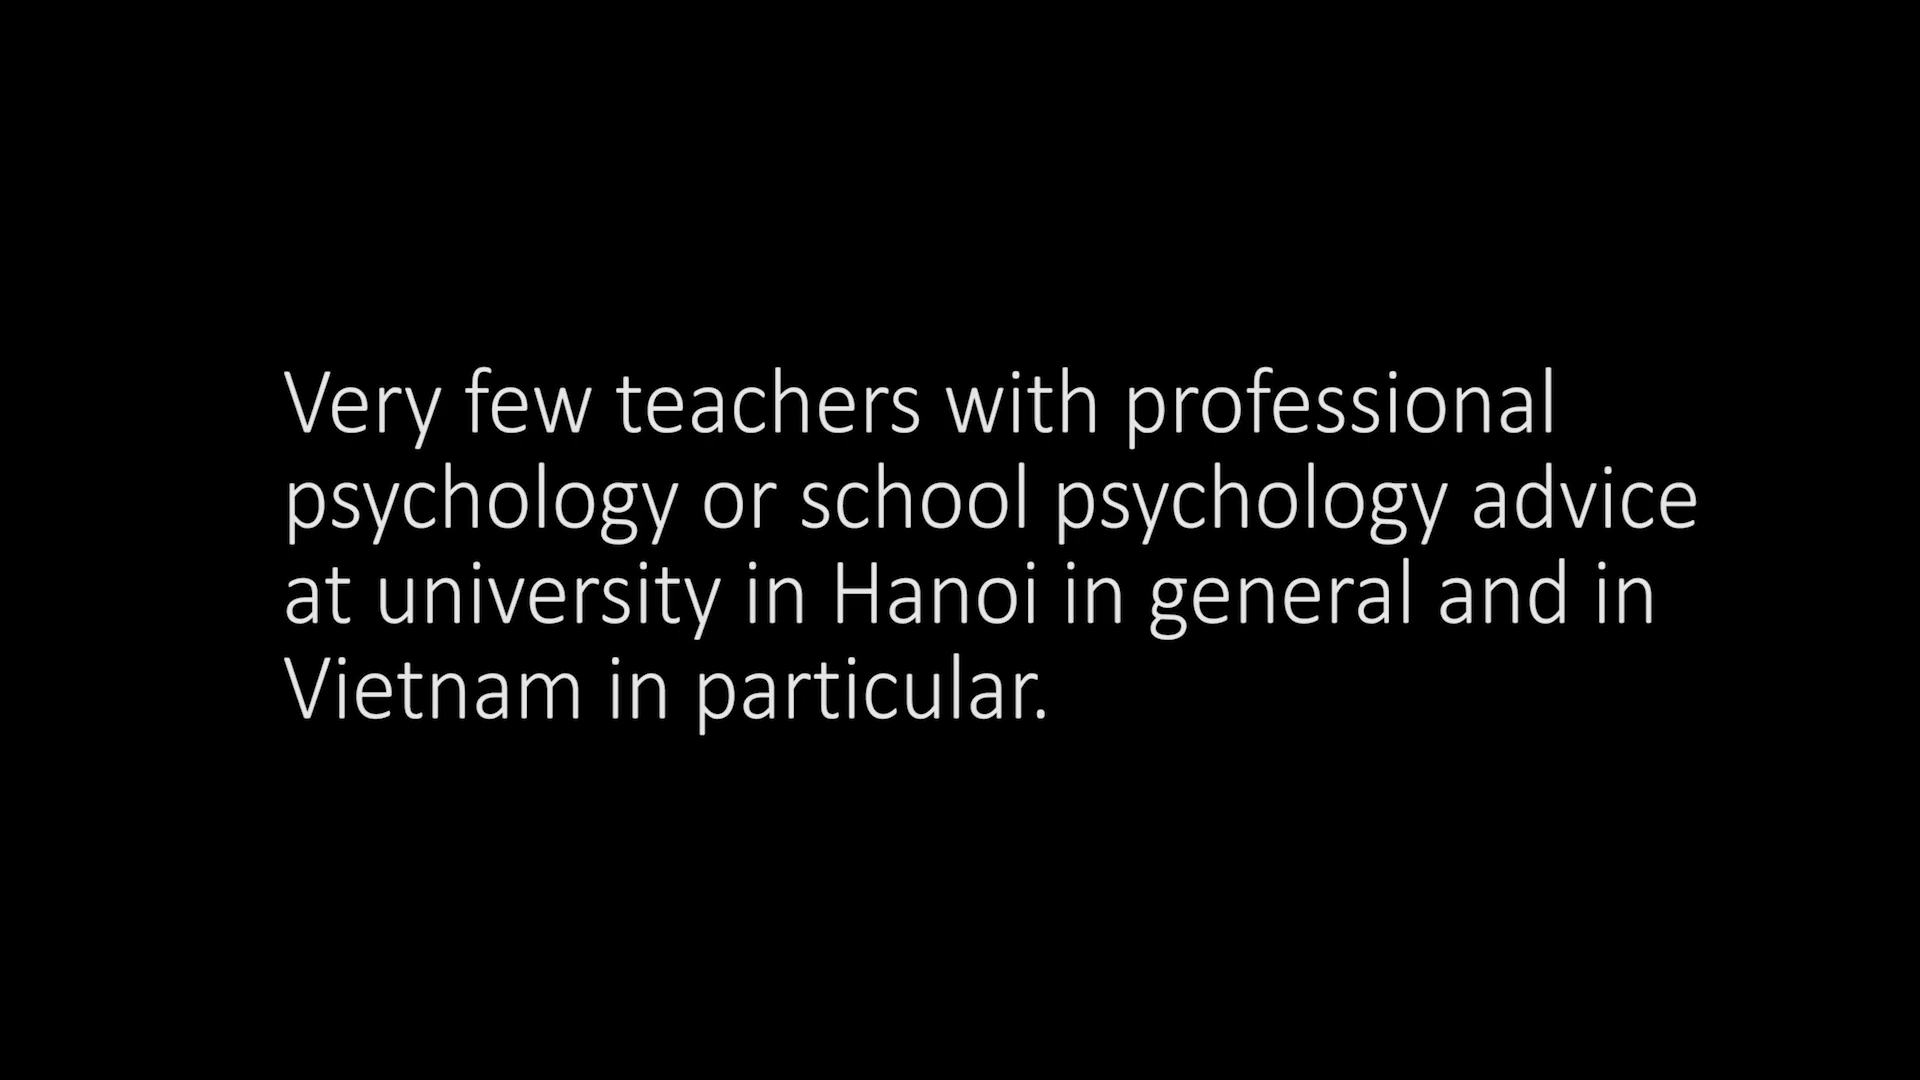 Very few teachers with professional
psychology or school psychology advice
at university in Hanoi in general and in
Vietnam in particular.